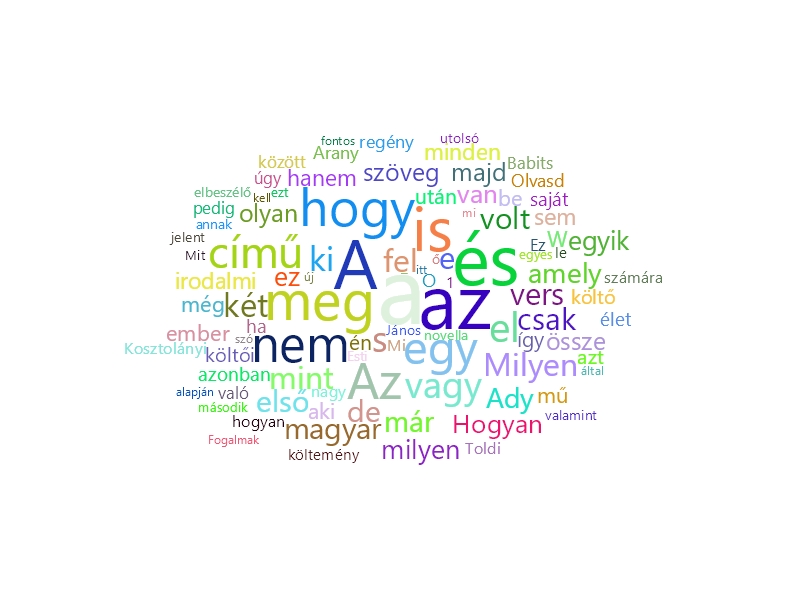 fontos regény utolsó
Arany minden
között Babits
úgy hanem szöveg majd Olvasd
elbeszélő kell ezt után van be saját
pedig olyan hogy is volt sem
annak mi
jelent Ez W egyik
Mit című ki A fel e és le egyes
irodalmi ez új a ő itt amely számára
O 1
még két meg az vers költő
ember ha János csak élet
Kosztolányi költői szó nem én s Mi novella el így össze
Esti egy azt
azonban mint Az vagy Milyen által
alapján való nagy Ady mű
második első aki de valamint
hogyan magyar már Hogyan
Fogalmak költemény milyen Toldi